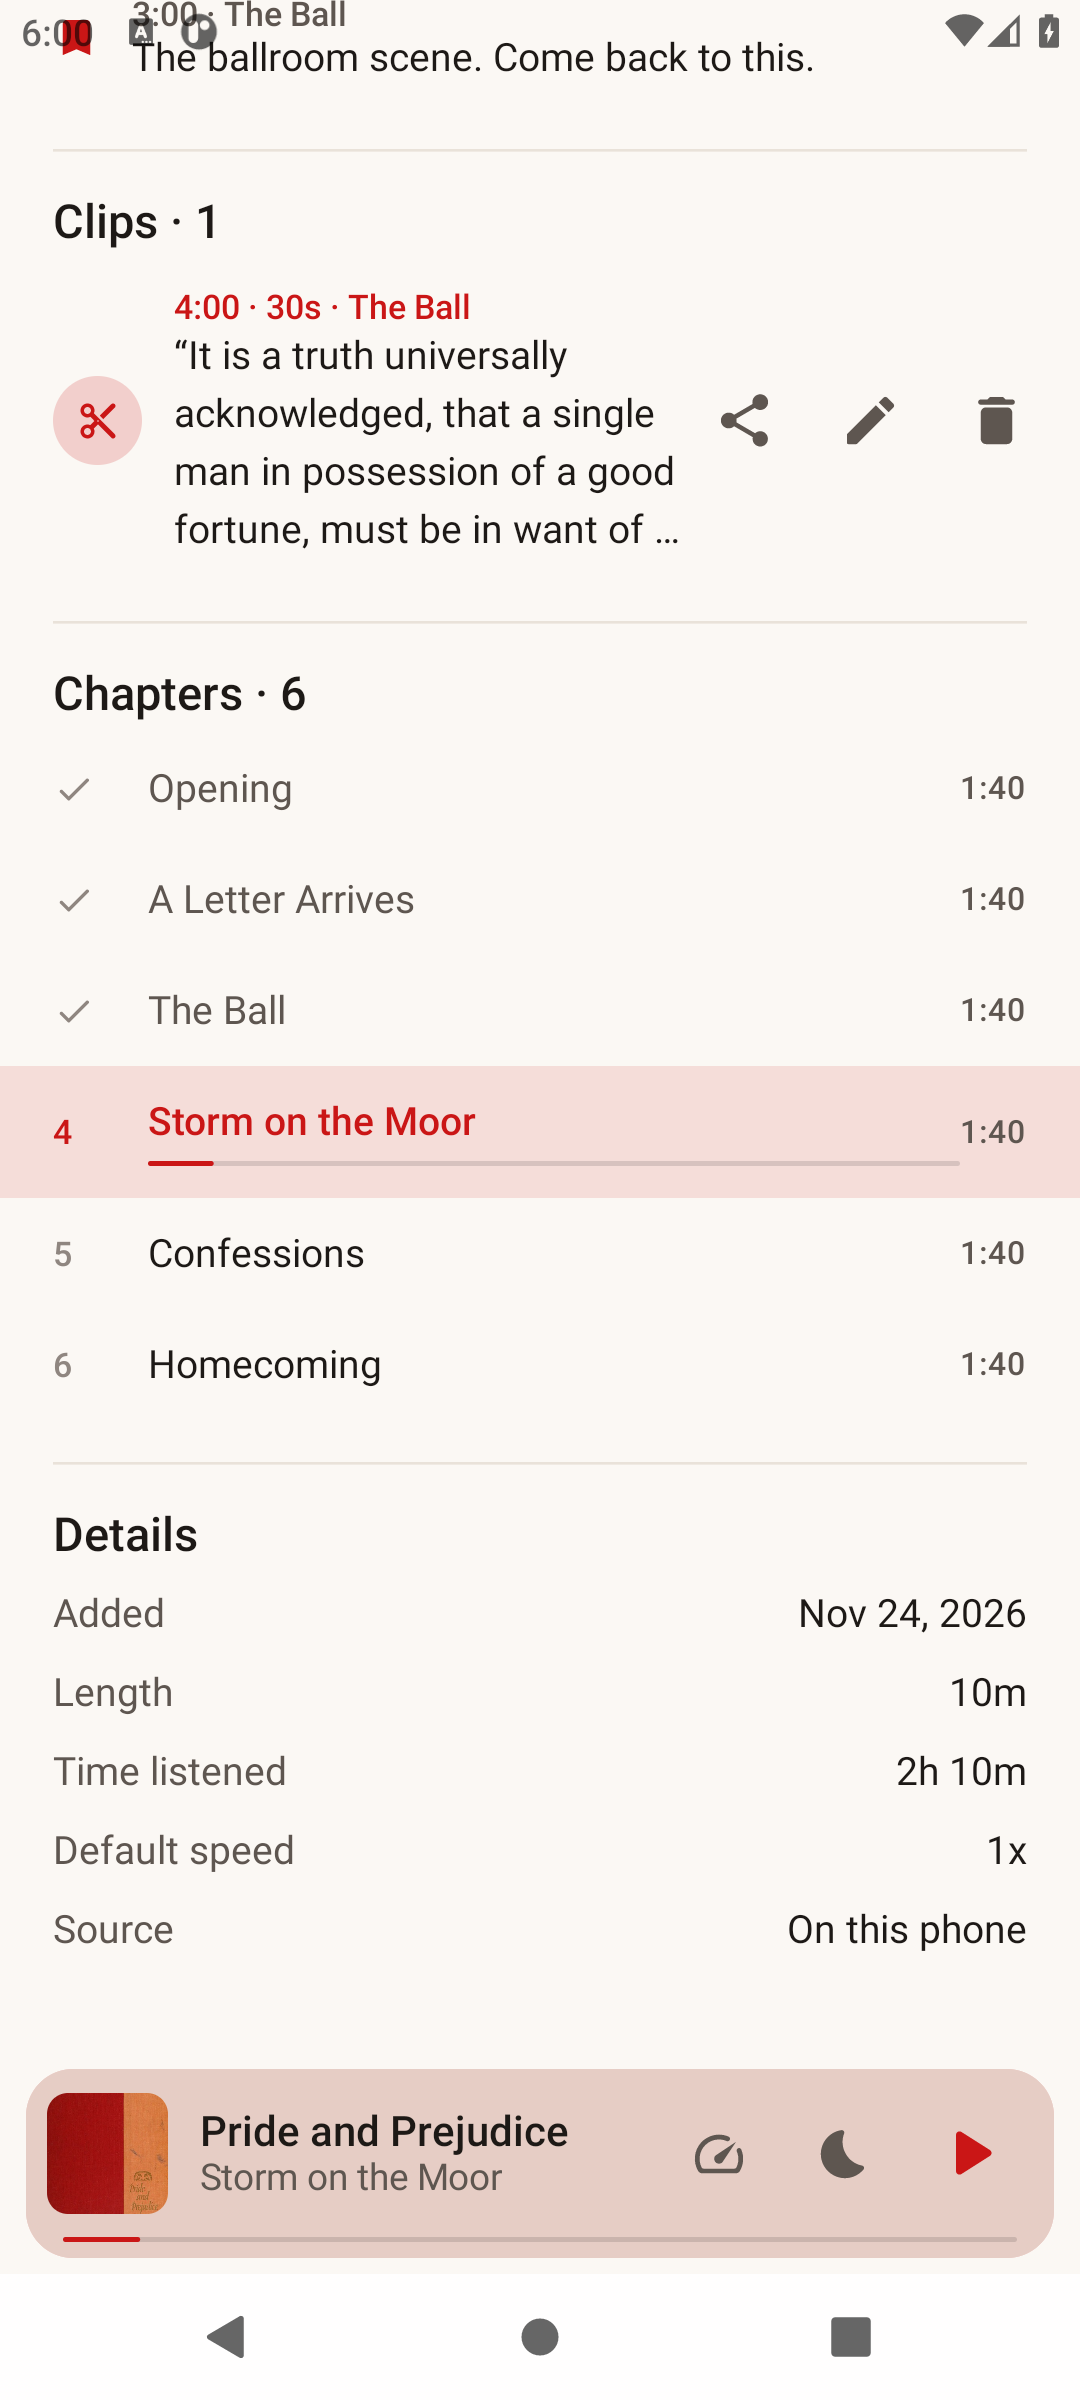 6:00
3:00 · The Ball
The ballroom scene. Come back to this.
Clips · 1
4:00 · 30s · The Ball
“It is a truth universally
acknowledged, that a single
man in possession of a good
fortune, must be in want of ...
Chapters · 6
Opening 1:40
A Letter Arrives 1:40
The Ball 1:40
4 Storm on the Moor 1:40
5 Confessions 1:40
6 Homecoming 1:40
Details
Added Nov 24, 2026
Length 10m
Time listened 2h 10m
Default speed 1x
Source On this phone
Pride and Prejudice
Storm on the Moor
Pride
and
Prejudice